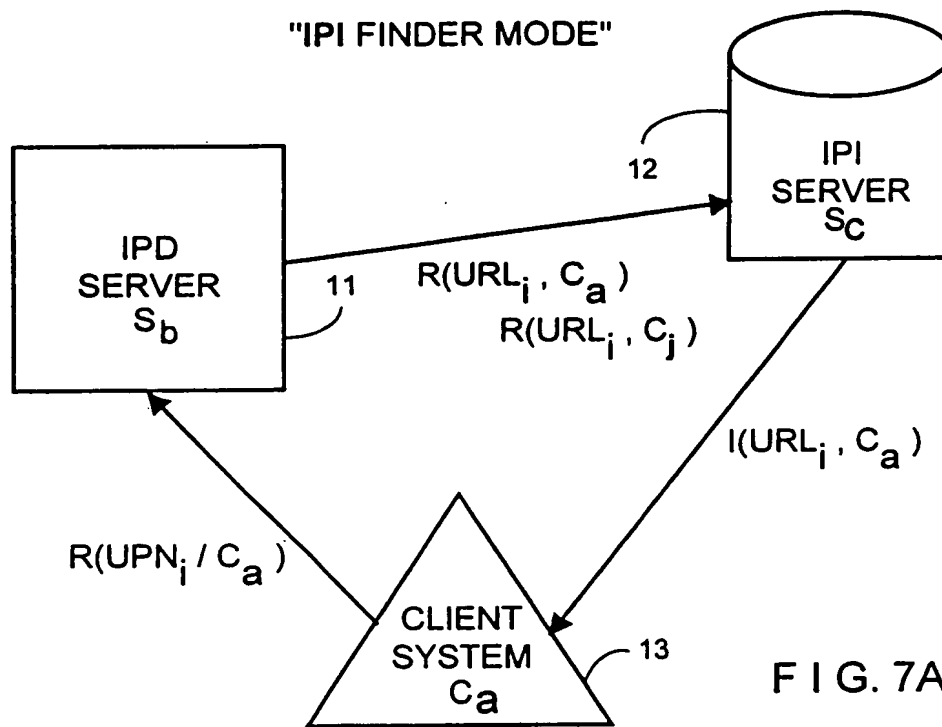 "IPI FINDER MODE"
IPI
SERVER
Sc
12
IPD
SERVER
Sb
11
R(URLi , Ca )
R(URLi , Cj )
I(URLi , Ca )
R(UPNi / Ca )
CLIENT
SYSTEM
Ca
13
F I G. 7A